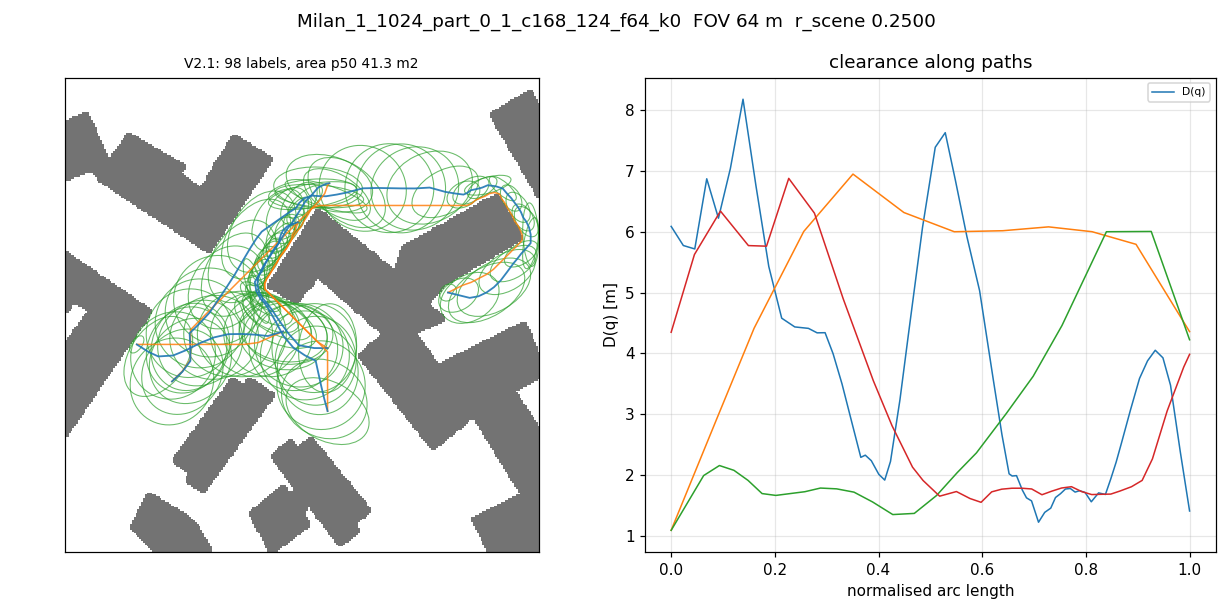 Milan_1_1024_part_0_1_c168_124_f64_k0  FOV 64 m  r_scene 0.2500
V2.1: 98 labels, area p50 41.3 m2
clearance along paths
D(q)
D(q) [m]
8
7
6
5
4
3
2
1
0.0 0.2 0.4 0.6 0.8 1.0
normalised arc length